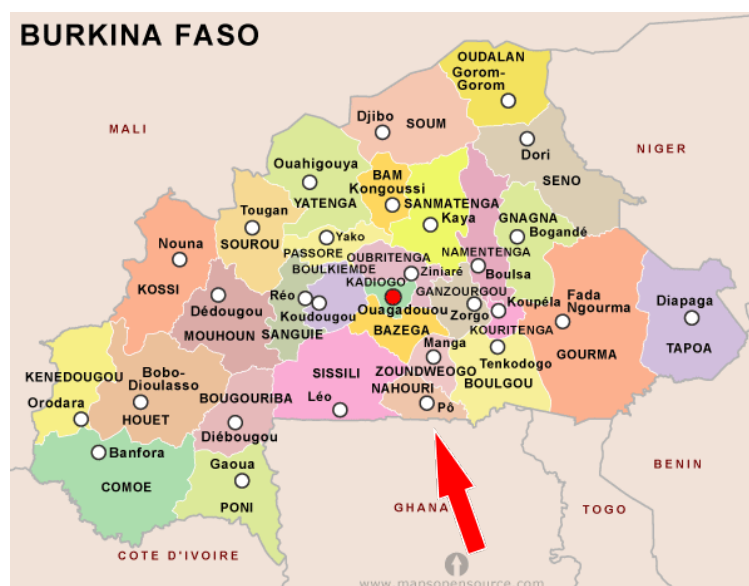 BURKINA FASO
OUDALAN
Gorom-
Gorom
Djibo
SOUM
MALI
Dori
NIGER
Ouahigouya
BAM
SENO
Kongoussi
YATENGA
SANMATENGA
Tougan
Kaya
GNAGNA
Bogandé
SOUROU
Yako
Nouna
PASSORE
OUBRITENGA
NAMENTENGA
BOULKIEMDE
Ziniaré
Boulsa
KOSSI
KADIOGO
GANZOURGOU
Réo
Fada
Ngourma
Diapaga
Dédougou
Koudougou
Ouagadouou
Zorgo
Koupéla
MOUHOUN
SANGUIE
BAZEGA
KOURITENGA
Manga
GOURMA
TAPOA
Bobo-
Dioulasso
Tenkodogo
KENEDOUGOU
SISSILI
ZOUNDWEOGO
BOULGOU
BOUGOURIBA
NAHOURI
Orodara
HOUET
Léo
Pô
Diébougou
Banfora
Gaoua
BENIN
COMOE
PONI
GHANA
TOGO
COTE D'IVOIRE
www.mapsopensource.com